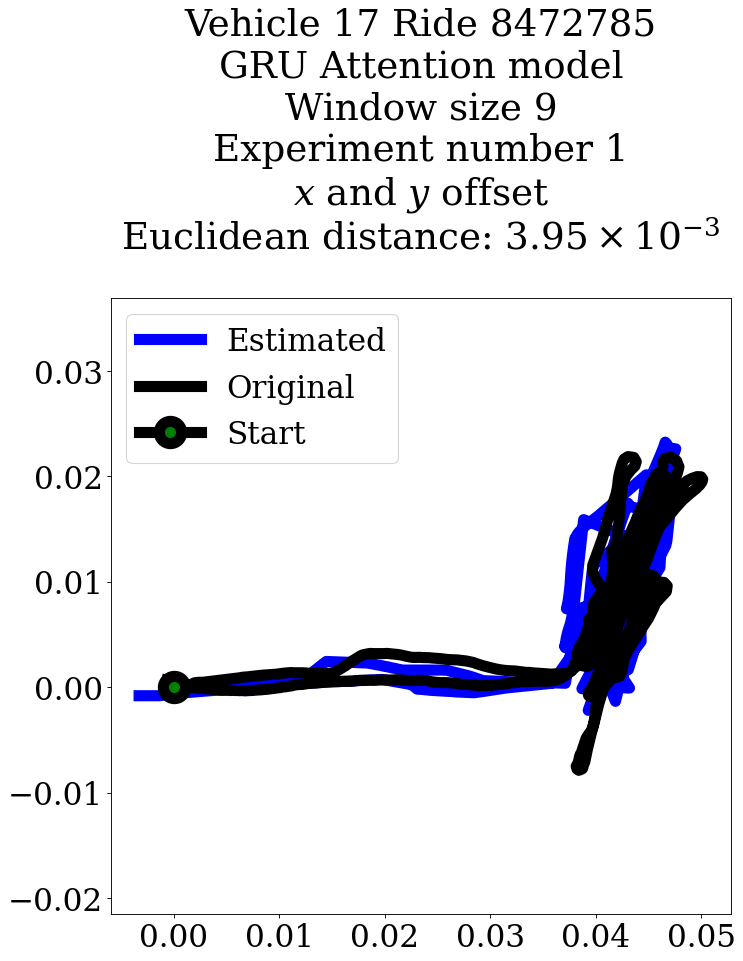 Vehicle 17 Ride 8472785
GRU Attention model
Window size 9
Experiment number 1
x and y offset
Euclidean distance: 3.95 × 10⁻³
Estimated
Original
Start
0.03
0.02
0.01
0.00
−0.01
−0.02
0.00 0.01 0.02 0.03 0.04 0.05